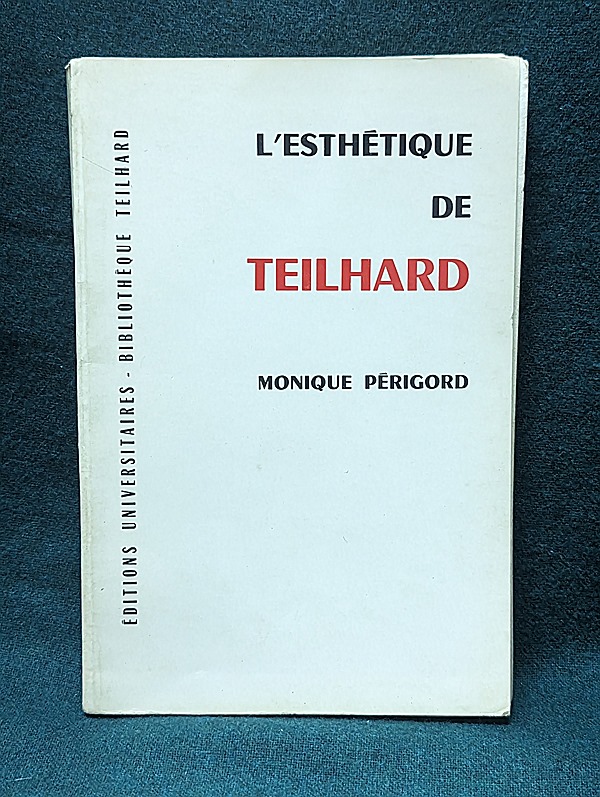 L'ESTHÉTIQUE
DE
TEILHARD
MONIQUE PÉRIGORD
ÉDITIONS UNIVERSITAIRES - BIBLIOTHÈQUE TEILHARD